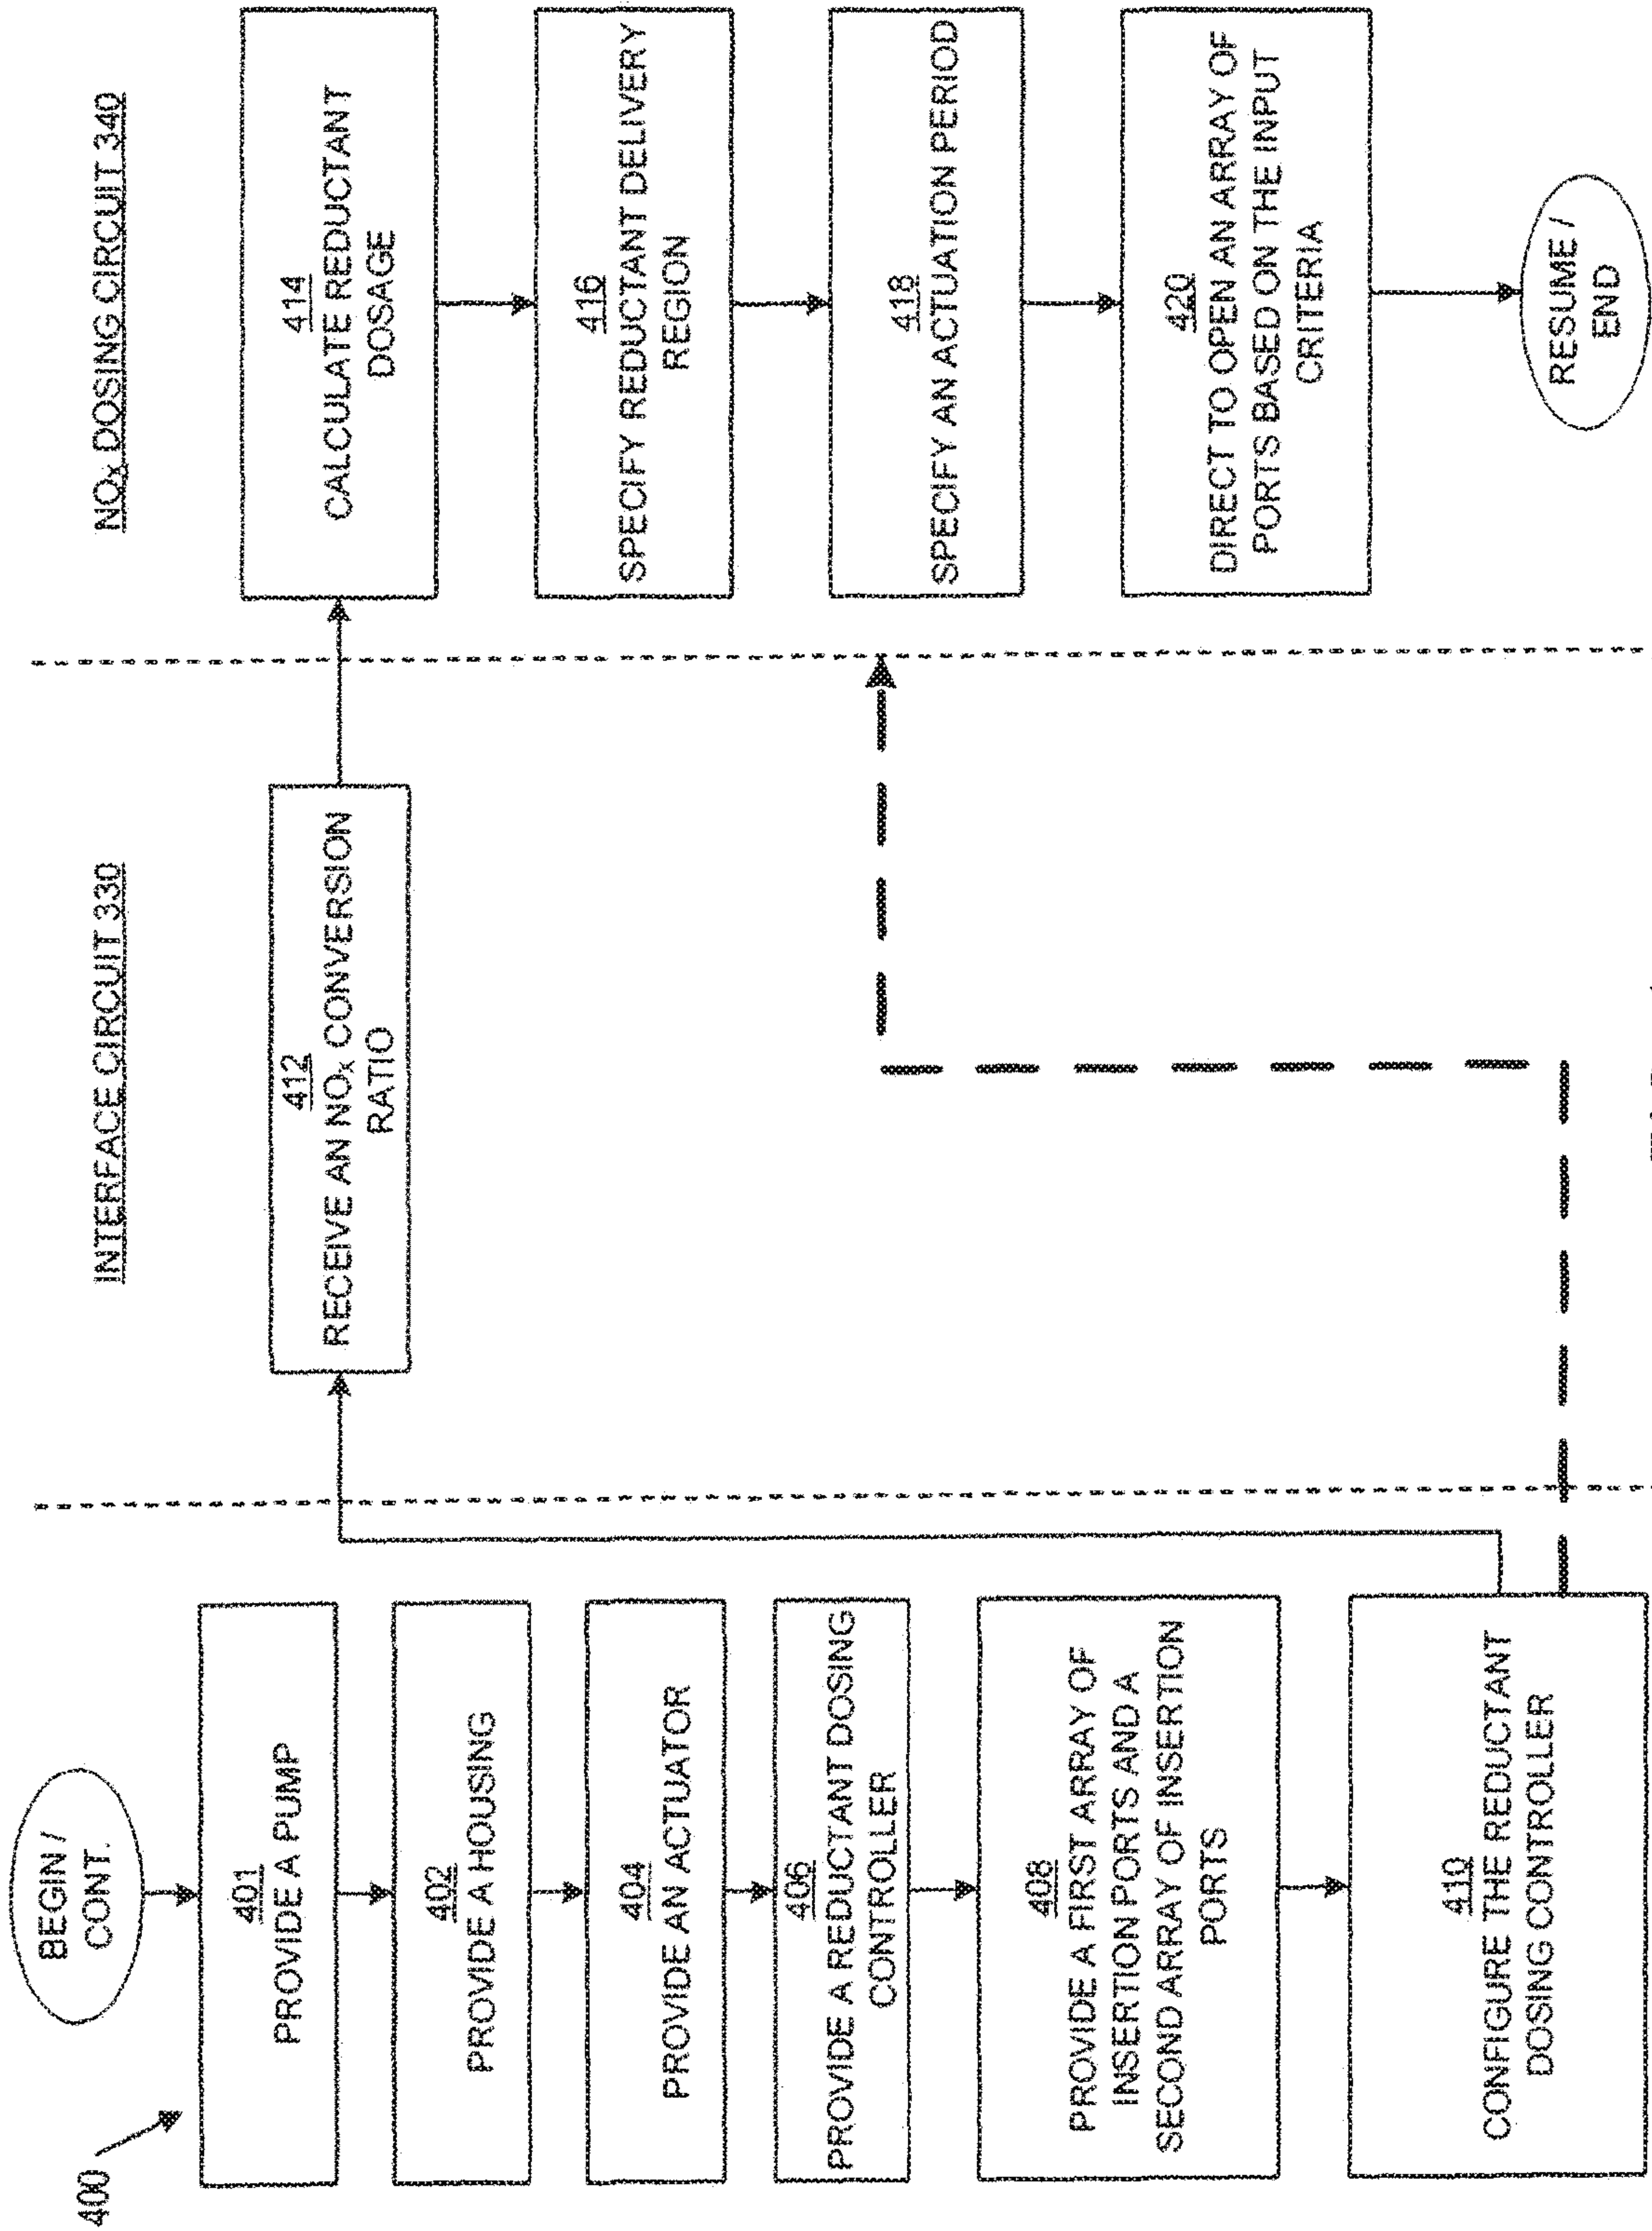 400
BEGIN /
CONT.
401
PROVIDE A PUMP
402
PROVIDE A HOUSING
404
PROVIDE AN ACTUATOR
406
PROVIDE A REDUCTANT DOSING
CONTROLLER
408
PROVIDE A FIRST ARRAY OF
INSERTION PORTS AND A
SECOND ARRAY OF INSERTION
PORTS
410
CONFIGURE THE REDUCTANT
DOSING CONTROLLER
INTERFACE CIRCUIT 330
412
RECEIVE AN NOx CONVERSION
RATIO
NOx DOSING CIRCUIT 340
414
CALCULATE REDUCTANT
DOSAGE
416
SPECIFY REDUCTANT DELIVERY
REGION
418
SPECIFY AN ACTUATION PERIOD
420
DIRECT TO OPEN AN ARRAY OF
PORTS BASED ON THE INPUT
CRITERIA
RESUME /
END